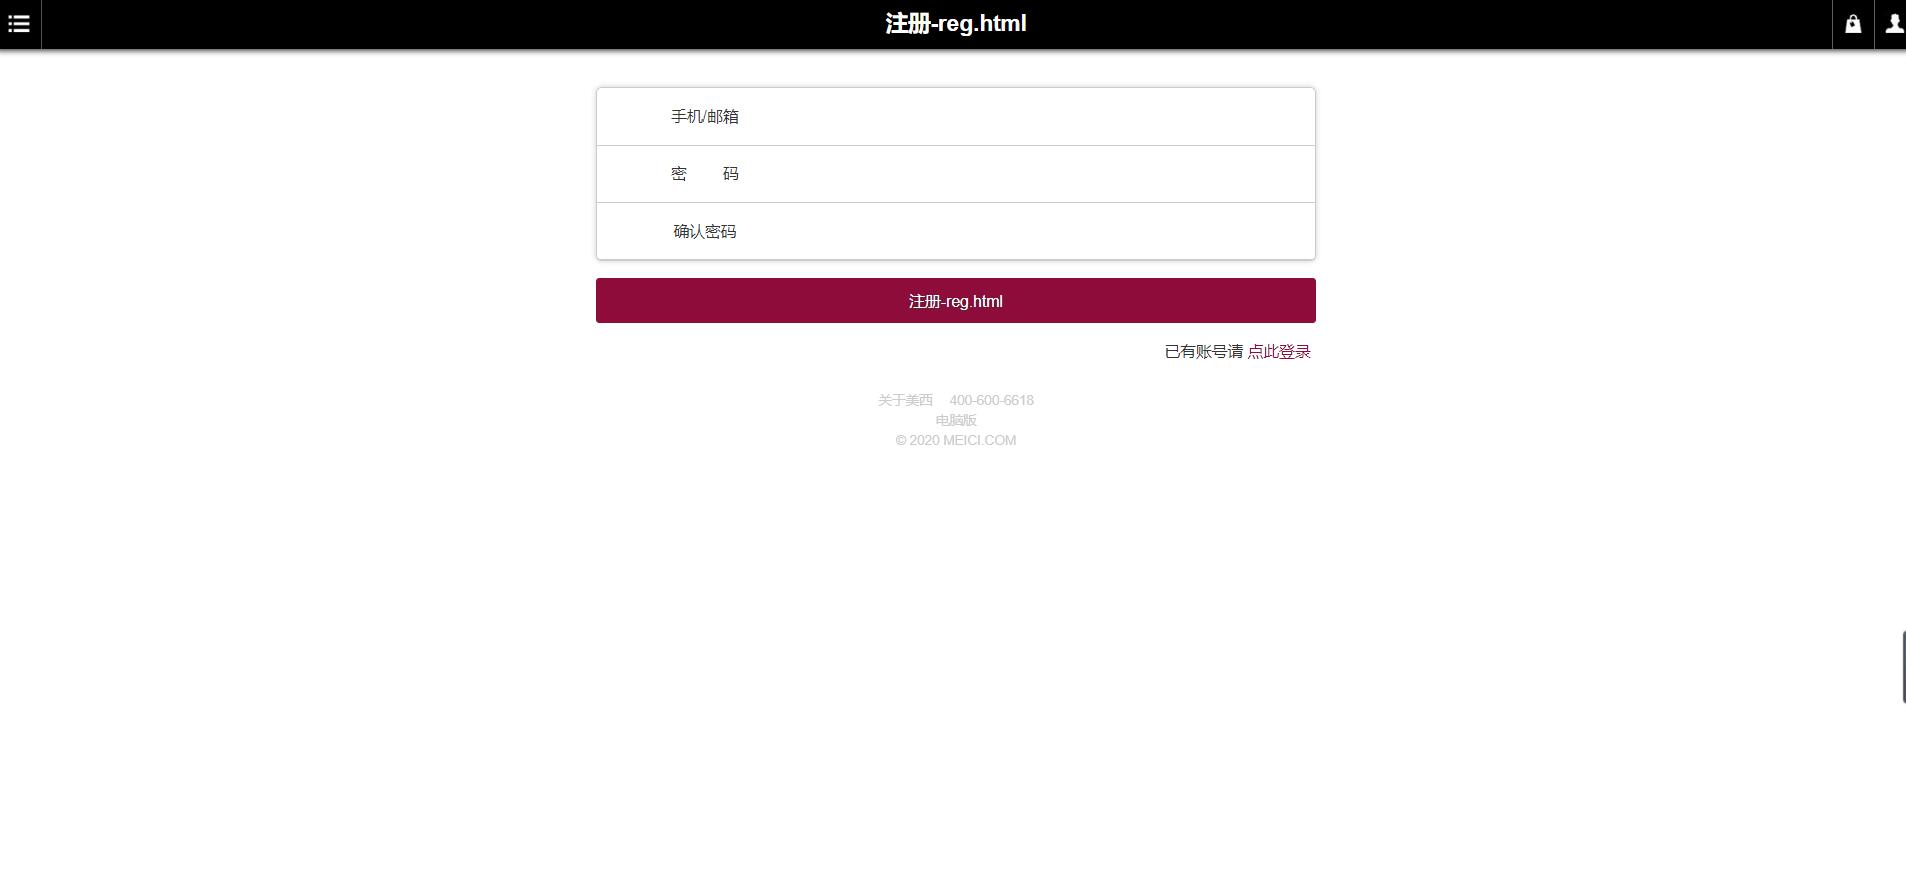 注册-reg.html
手机/邮箱
密 码
确认密码
注册-reg.html
已有账号请 点此登录
关于美西 400-600-6618
电脑版
© 2020 MEICI.COM